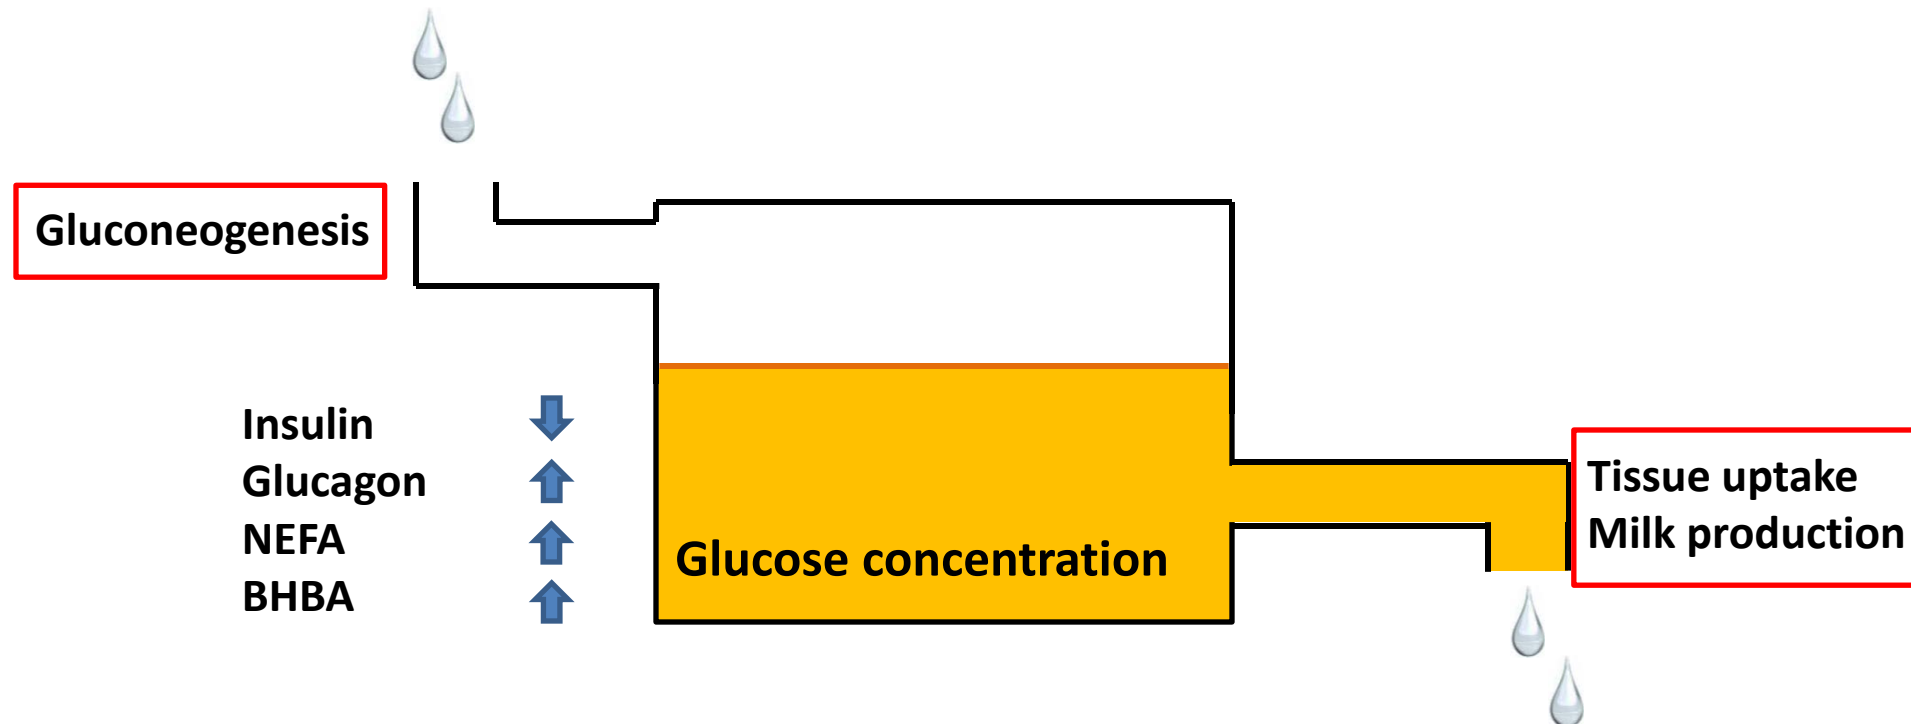 Gluconeogenesis
Insulin
Glucagon
NEFA
BHBA
Glucose concentration
Tissue uptake
Milk production